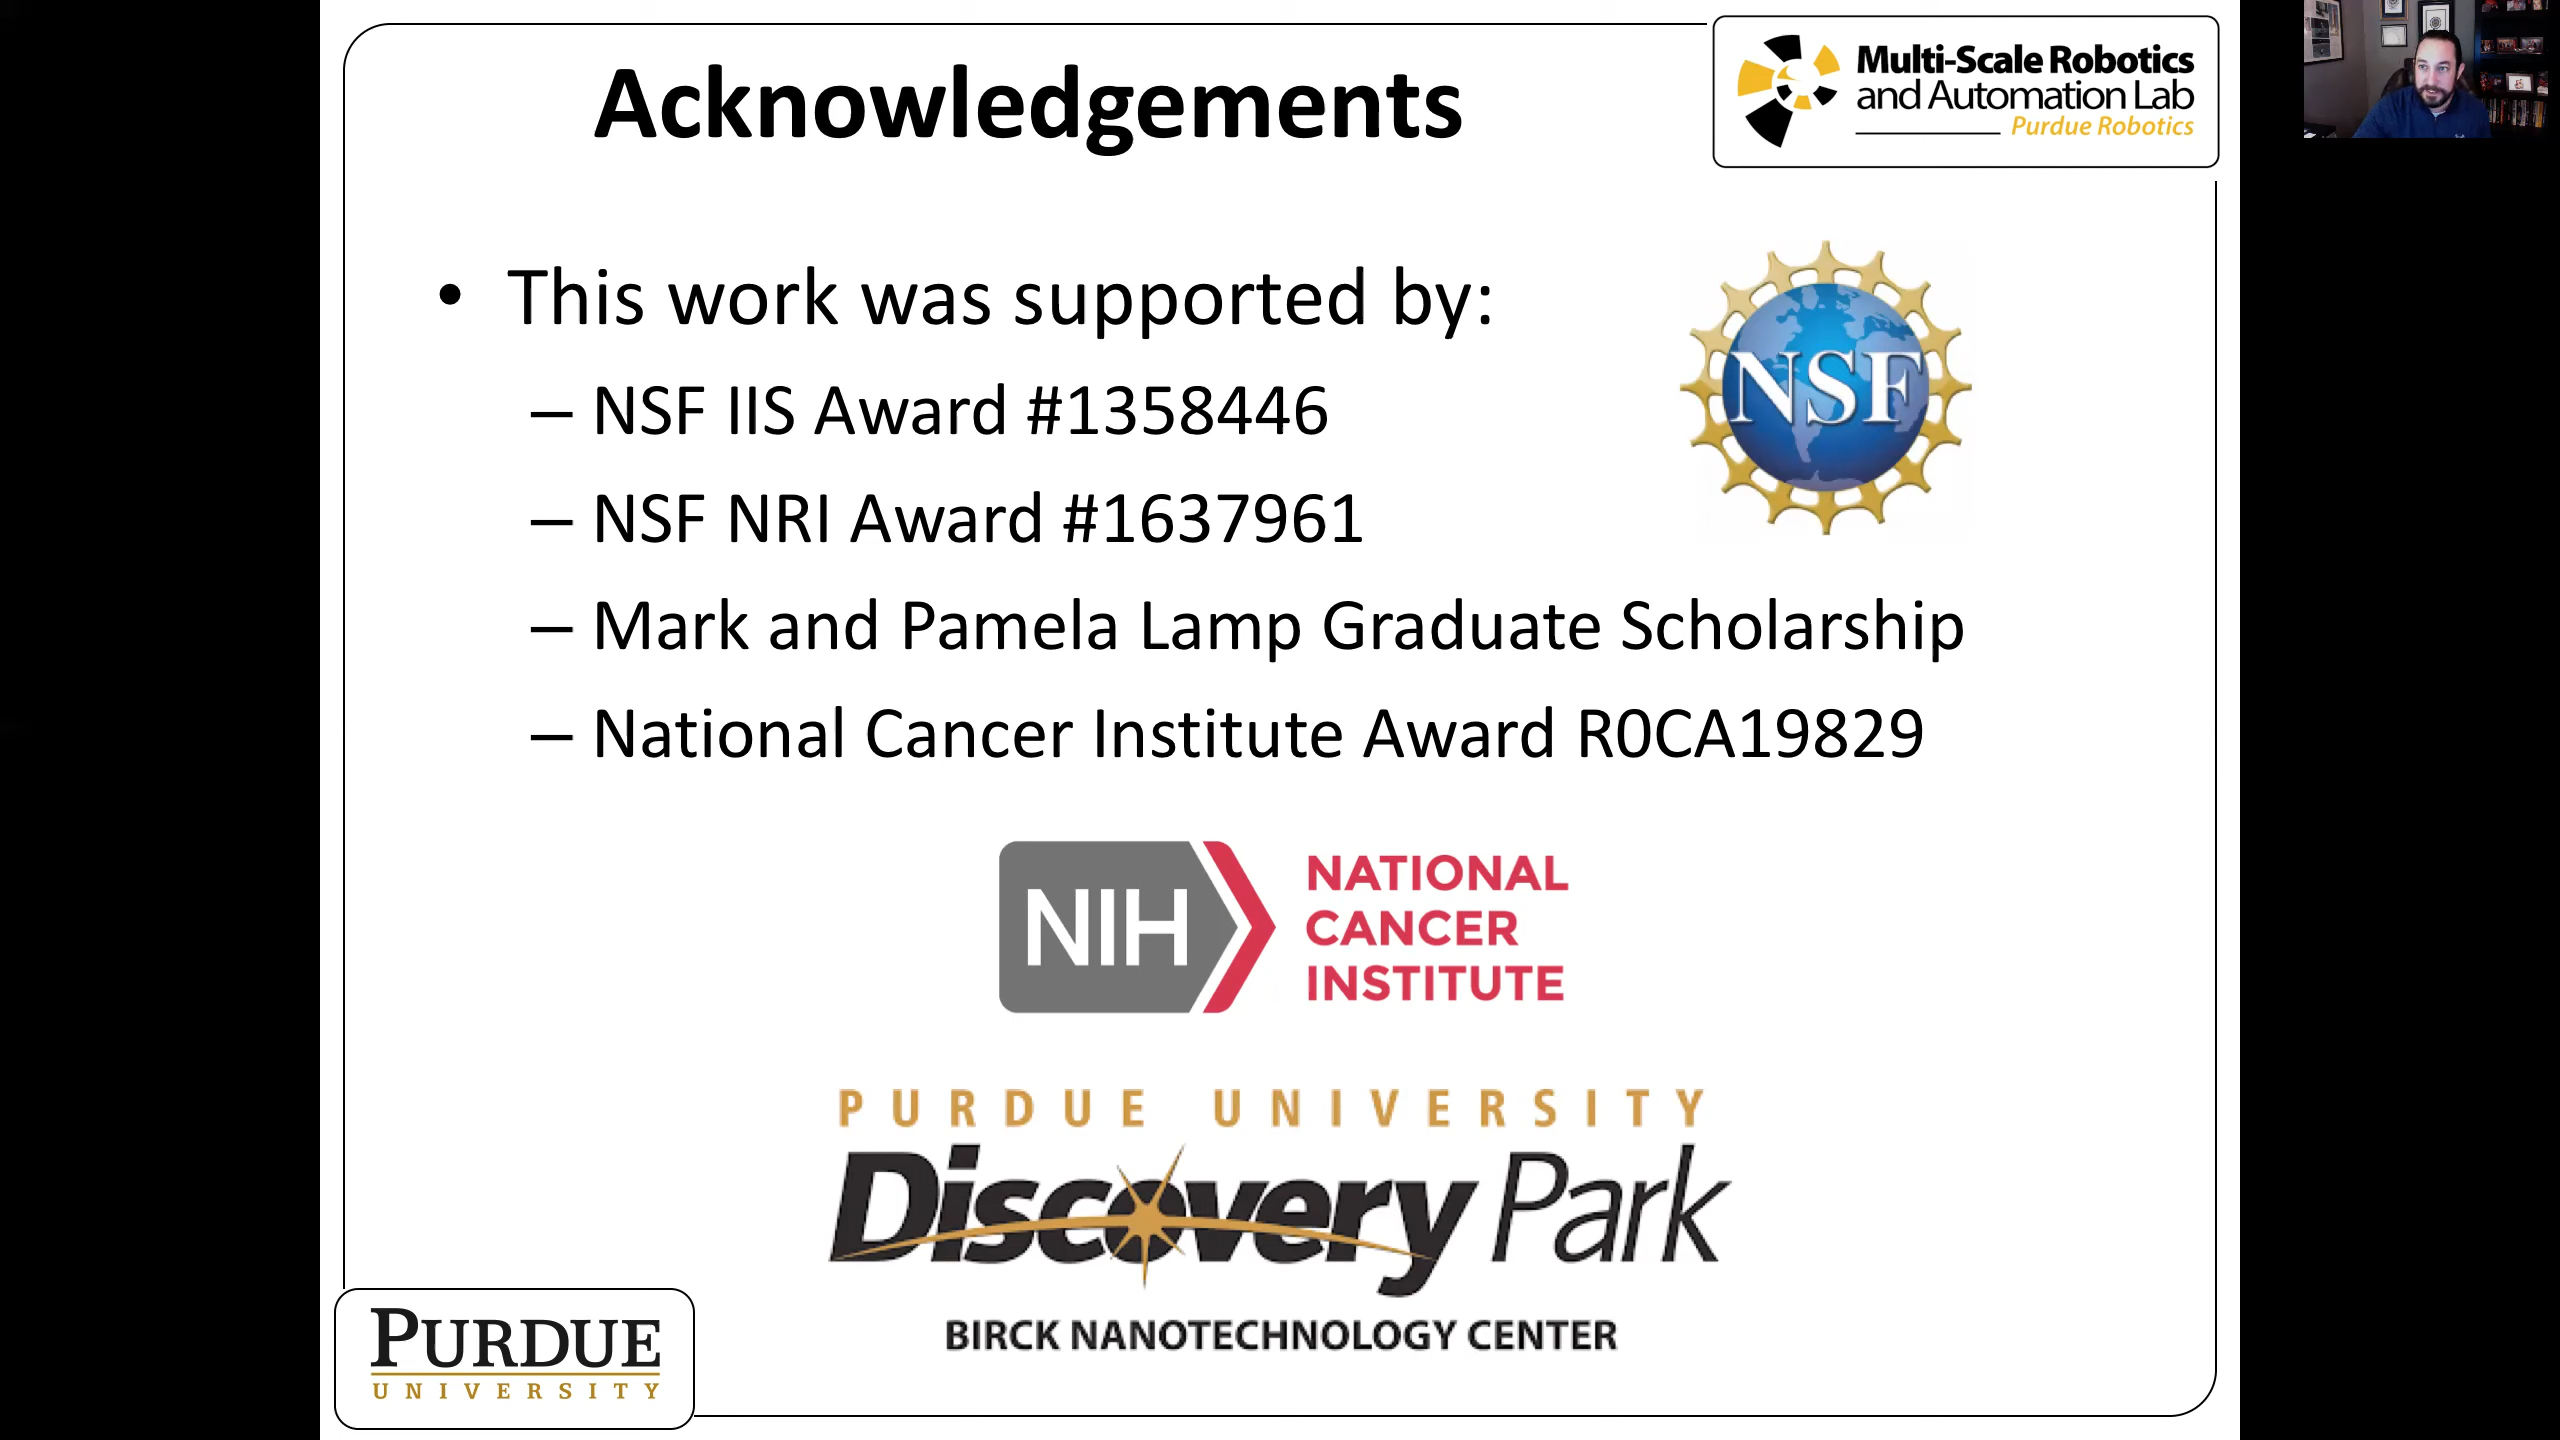 Acknowledgements
Multi-Scale Robotics
and Automation Lab
Purdue Robotics
• This work was supported by:
– NSF IIS Award #1358446
– NSF NRI Award #1637961
– Mark and Pamela Lamp Graduate Scholarship
– National Cancer Institute Award R0CA19829
NSF
NIH
NATIONAL
CANCER
INSTITUTE
PURDUE UNIVERSITY
Discovery Park
BIRCK NANOTECHNOLOGY CENTER
PURDUE
UNIVERSITY